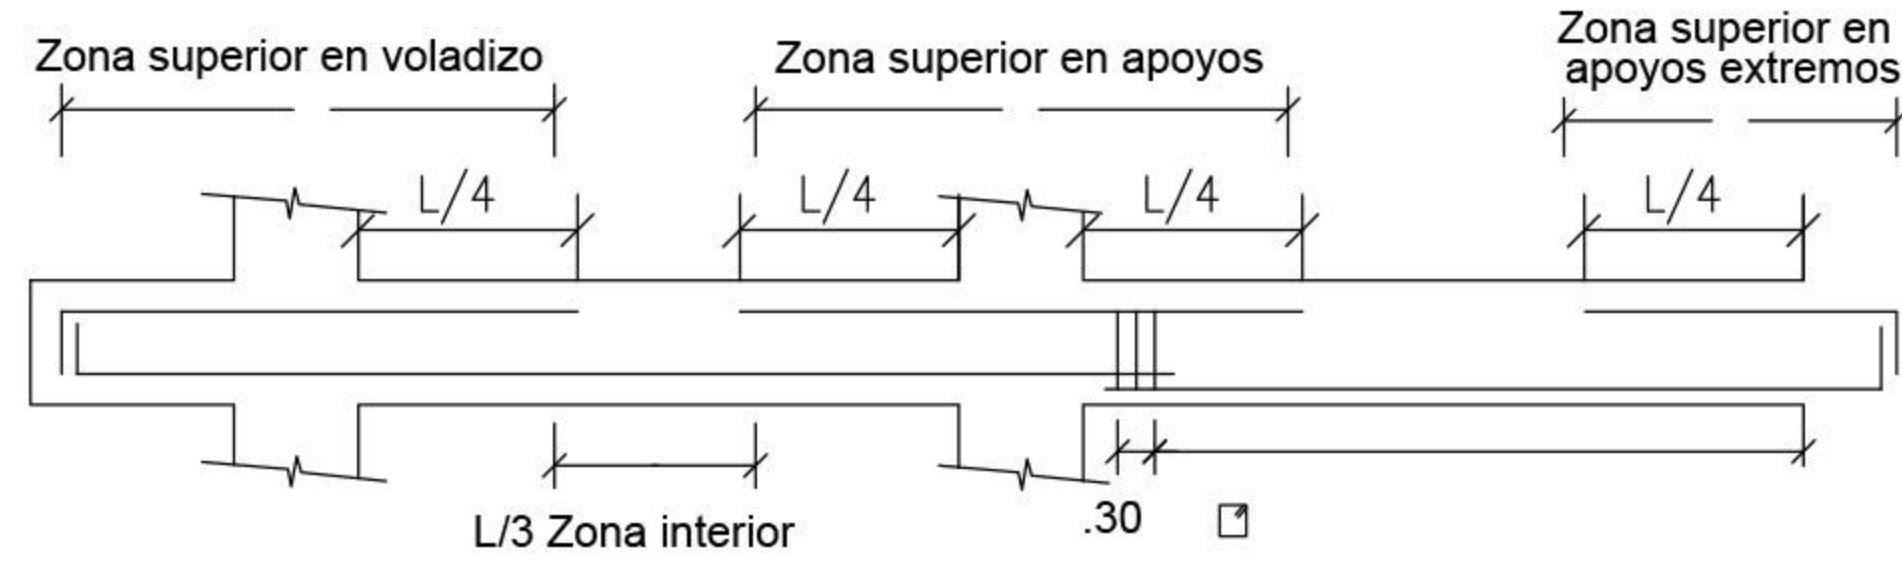 Zona superior en voladizo
Zona superior en apoyos
Zona superior en
apoyos extremos
L/4
L/4
L/4
L/4
L/3 Zona interior
.30